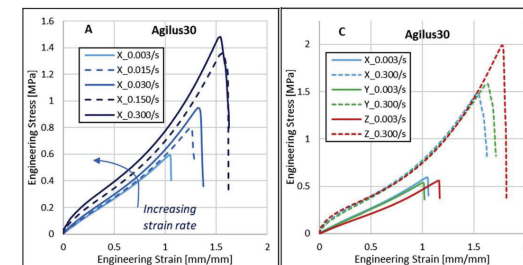 A
Agilus30
Engineering Stress [MPa]
1.6
1.4
1.2
1
0.8
0.6
0.4
0.2
0
X_0.003/s
X_0.015/s
X_0.030/s
X_0.150/s
X_0.300/s
Increasing
strain rate
0
0.5
1
1.5
2
Engineering Strain [mm/mm]
C
Agilus30
Engineering Stress [MPa]
2
1.5
1
0.5
0
X_0.003/s
X_0.300/s
Y_0.003/s
Y_0.300/s
Z_0.003/s
Z_0.300/s
0
0.5
1
1.5
2
Engineering Strain [mm/mm]